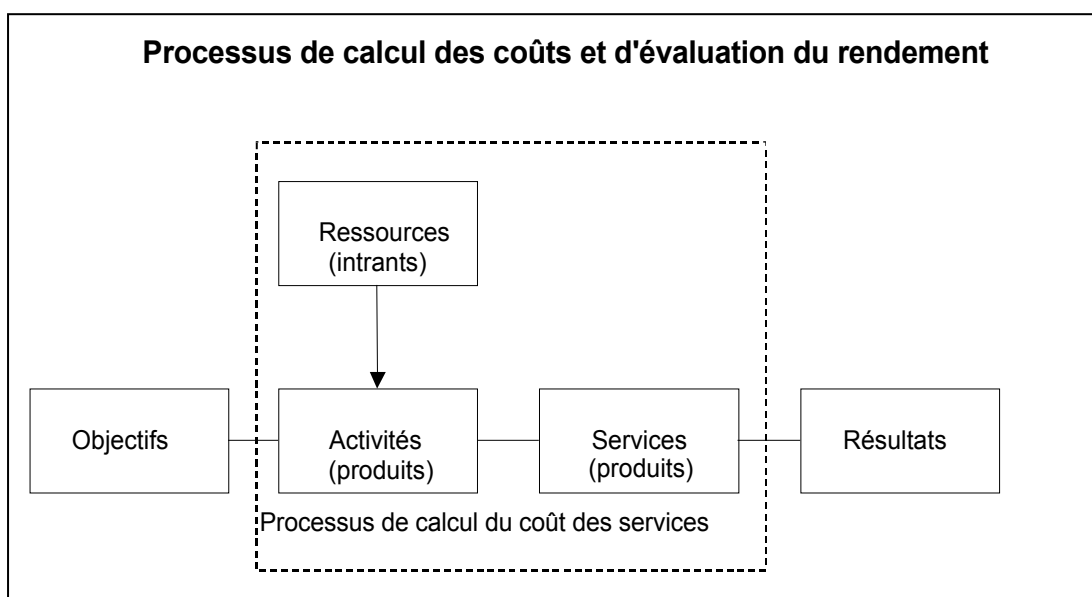 Processus de calcul des coûts et d'évaluation du rendement
Ressources
(intrants)
Objectifs
Activités
(produits)
Services
(produits)
Résultats
Processus de calcul du coût des services